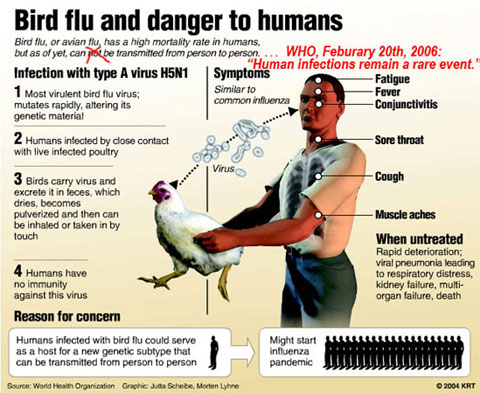 Bird flu and danger to humans
Bird flu, or avian flu, has a high mortality rate in humans,
but as of yet, can not be transmitted from person to person. ... WHO, Feburary 20th, 2006:
"Human infections remain a rare event."
Infection with type A virus H5N1
1 Most virulent bird flu virus;
mutates rapidly, altering its
genetic material
2 Humans infected by close contact
with live infected poultry
3 Birds carry virus and
excrete it in feces, which
dries, becomes
pulverized and then can
be inhaled or taken in by
touch
4 Humans have
no immunity
against this virus
Symptoms
Similar to
common influenza
Virus
Fatigue
Fever
Conjunctivitis
Sore throat
Cough
Muscle aches
When untreated
Rapid deterioration;
viral pneumonia leading
to respiratory distress,
kidney failure, multi-
organ failure, death
Reason for concern
Humans infected with bird flu could serve
as a host for a new genetic subtype that
can be transmitted from person to person
Might start
influenza
pandemic
Source: World Health Organization Graphic: Jutta Scheibe, Morten Lyhne
© 2004 KRT